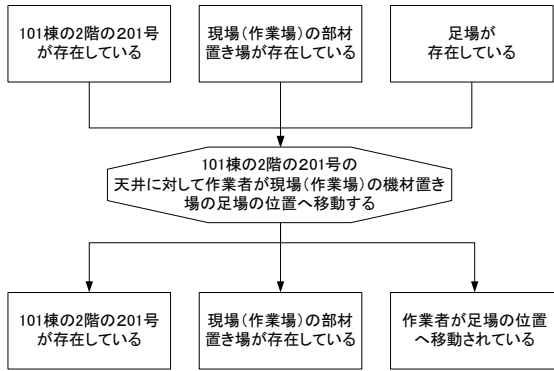 101棟の2階の201号
が存在している
現場(作業場)の部材
置き場が存在している
足場が
存在している
101棟の2階の201号の
天井に対して作業者が現場(作業場)の機材置き
場の足場の位置へ移動する
101棟の2階の201号
が存在している
現場(作業場)の部材
置き場が存在している
作業者が足場の位置
へ移動されている